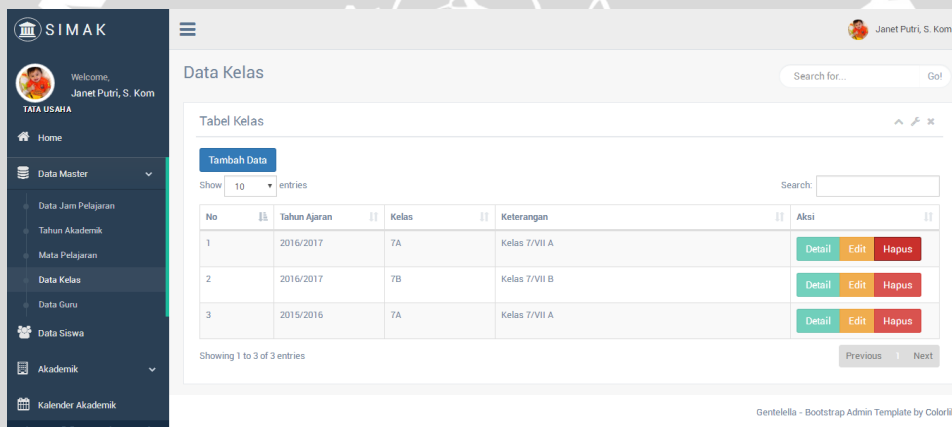 SIMAK
Janet Putri, S. Kom
Welcome,
Janet Putri, S. Kom
TATA USAHA
Home
Data Master
Data Jam Pelajaran
Tahun Akademik
Mata Pelajaran
Data Kelas
Data Guru
Data Siswa
Akademik
Kalender Akademik
Data Kelas
Search for...
Go!
Tabel Kelas
Tambah Data
Show 10 entries
Search:
No Tahun Ajaran Kelas Keterangan Aksi
1 2016/2017 7A Kelas 7/VII A Detail Edit Hapus
2 2016/2017 7B Kelas 7/VII B Detail Edit Hapus
3 2015/2016 7A Kelas 7/VII A Detail Edit Hapus
Showing 1 to 3 of 3 entries
Previous 1 Next
Gentelella - Bootstrap Admin Template by Colorli